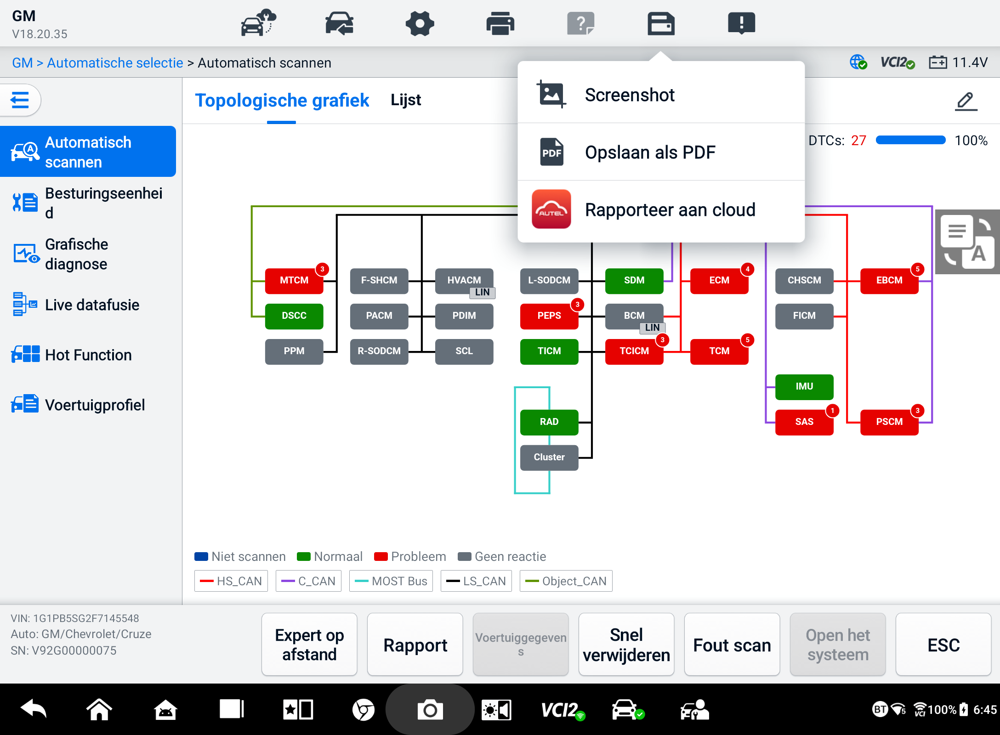 GM
V18.20.35
GM > Automatische selectie > Automatisch scannen
VCI2
11.4V
Topologische grafiek
Lijst
Screenshot
PDF
Opslaan als PDF
AUTEL
Rapporteer aan cloud
DTCs: 27
100%
Automatisch
scannen
Besturingseenhei
d
Grafische
diagnose
Live datafusie
Hot Function
Voertuigprofiel
A
MTCM 3
F-SHCM
HVACM
LIN
L-SODCM
SDM
ECM 4
CHSCM
EBCM 5
DSCC
PACM
PDIM
PEPS 3
BCM
LIN
FICM
PPM
R-SODCM
SCL
TICM
TCICM 3
TCM 5
IMU
RAD
SAS 1
PSCM 3
Cluster
Niet scannen
Normaal
Probleem
Geen reactie
HS_CAN
C_CAN
MOST Bus
LS_CAN
Object_CAN
VIN: 1G1PB5SG2F7145548
Auto: GM/Chevrolet/Cruze
SN: V92G00000075
Expert op
afstand
Rapport
Voertuiggegeven
s
Snel
verwijderen
Fout scan
Open het
systeem
ESC
VCI2
BT
5
VCI
100%
6:45